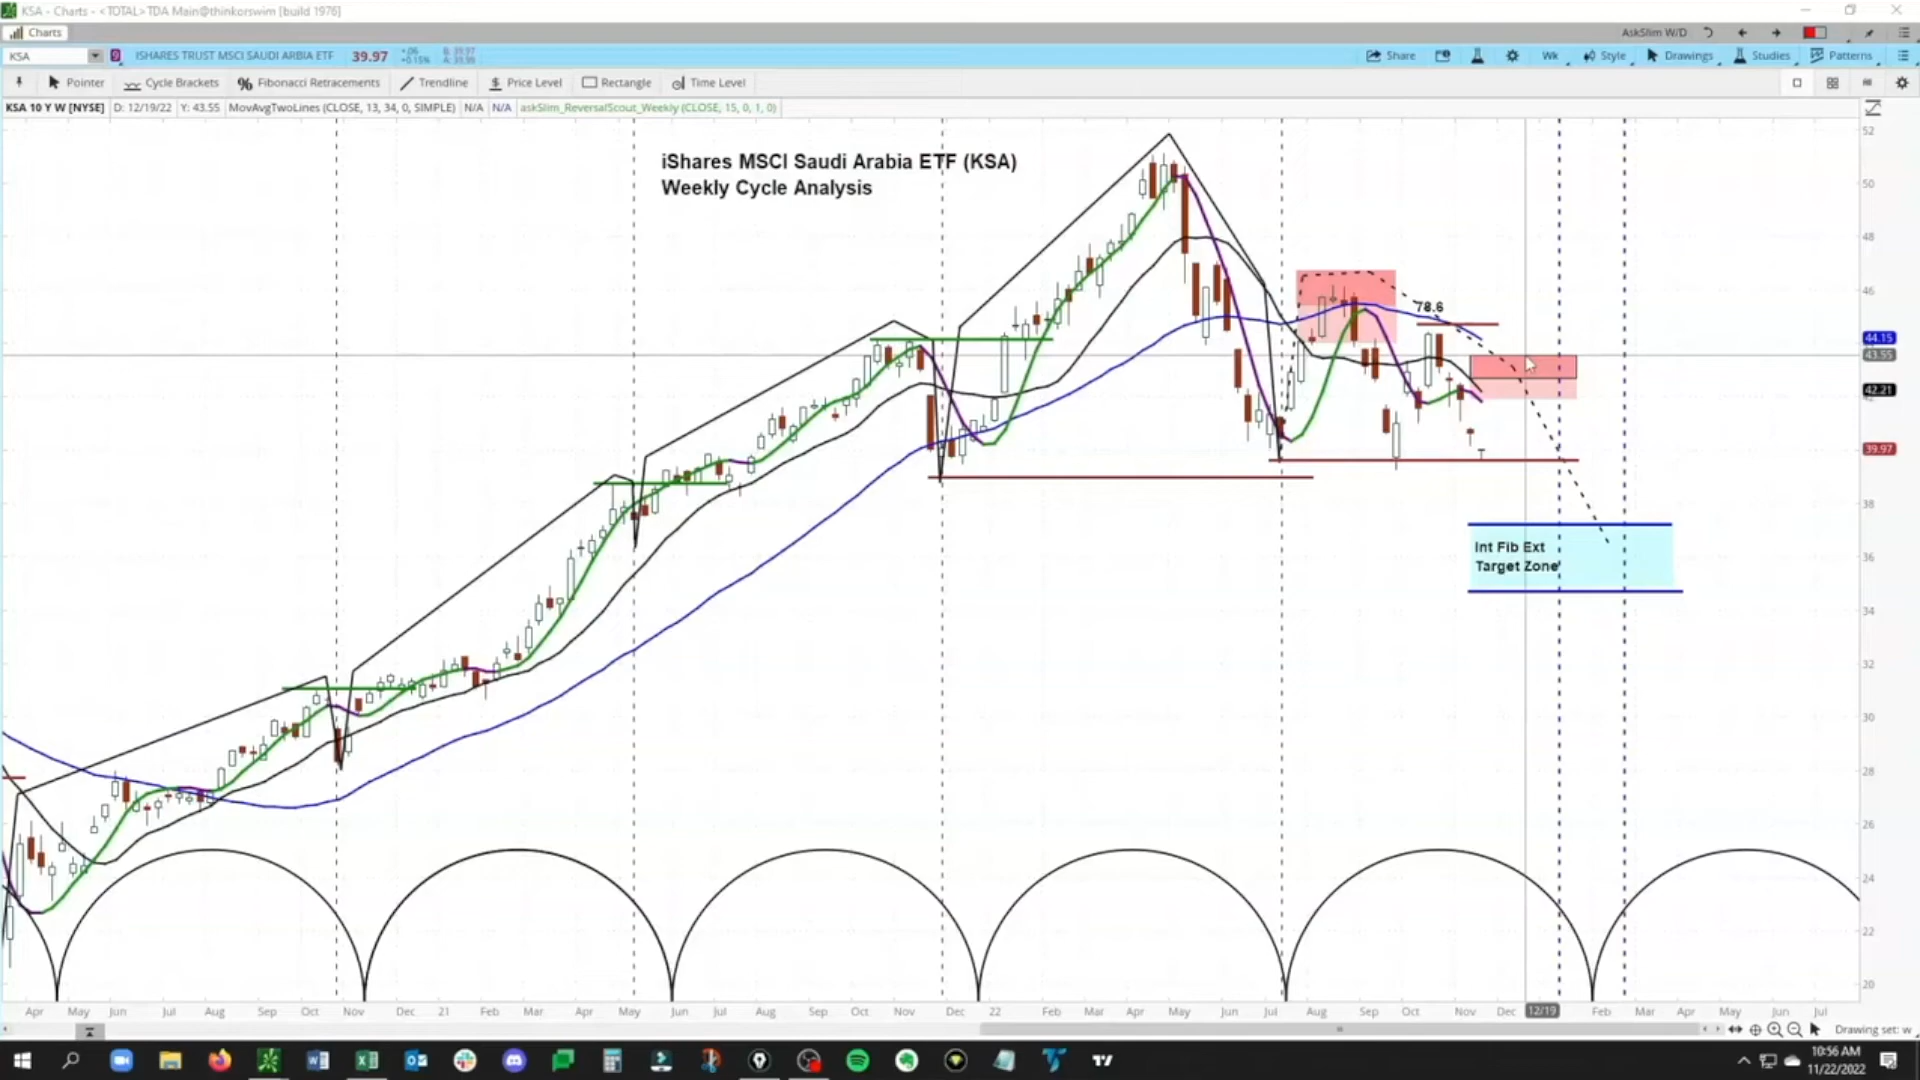 KSA - Charts - <TOTAL> TDA Main@thinkorswim [build 1976]
Charts
AskSlim W/D
KSA
ISHARES TRUST MSCI SAUDI ARBIA ETF
39.97
+.06
+0.15%
B: 39.97
Share
Wk
Style
Drawings
Studies
Patterns
Pointer
Cycle Brackets
Fibonacci Retracements
Trendline
$ Price Level
Rectangle
Time Level
KSA 10 Y W [NYSE]
D: 12/19/22
Y: 43.55
MovAvgTwoLines (CLOSE, 13, 34, 0, SIMPLE)
N/A
N/A
askSlim_ReversalScout_Weekly (CLOSE, 15, 0, 1, 0)
iShares MSCI Saudi Arabia ETF (KSA)
Weekly Cycle Analysis
52
50
48
46
78.6
44.15
43.55
42.21
39.97
38
Int Fib Ext
Target Zone'
36
34
32
30
28
26
24
22
20
Apr May Jun Jul Aug Sep Oct Nov Dec 21 Feb Mar Apr May Jun Jul Aug Sep Oct Nov Dec 22 Feb Mar Apr May Jun Jul Aug Sep Oct Nov Dec 12/19 Feb Mar Apr May Jun Jul
Drawing set: w
10:56 AM
11/22/2022